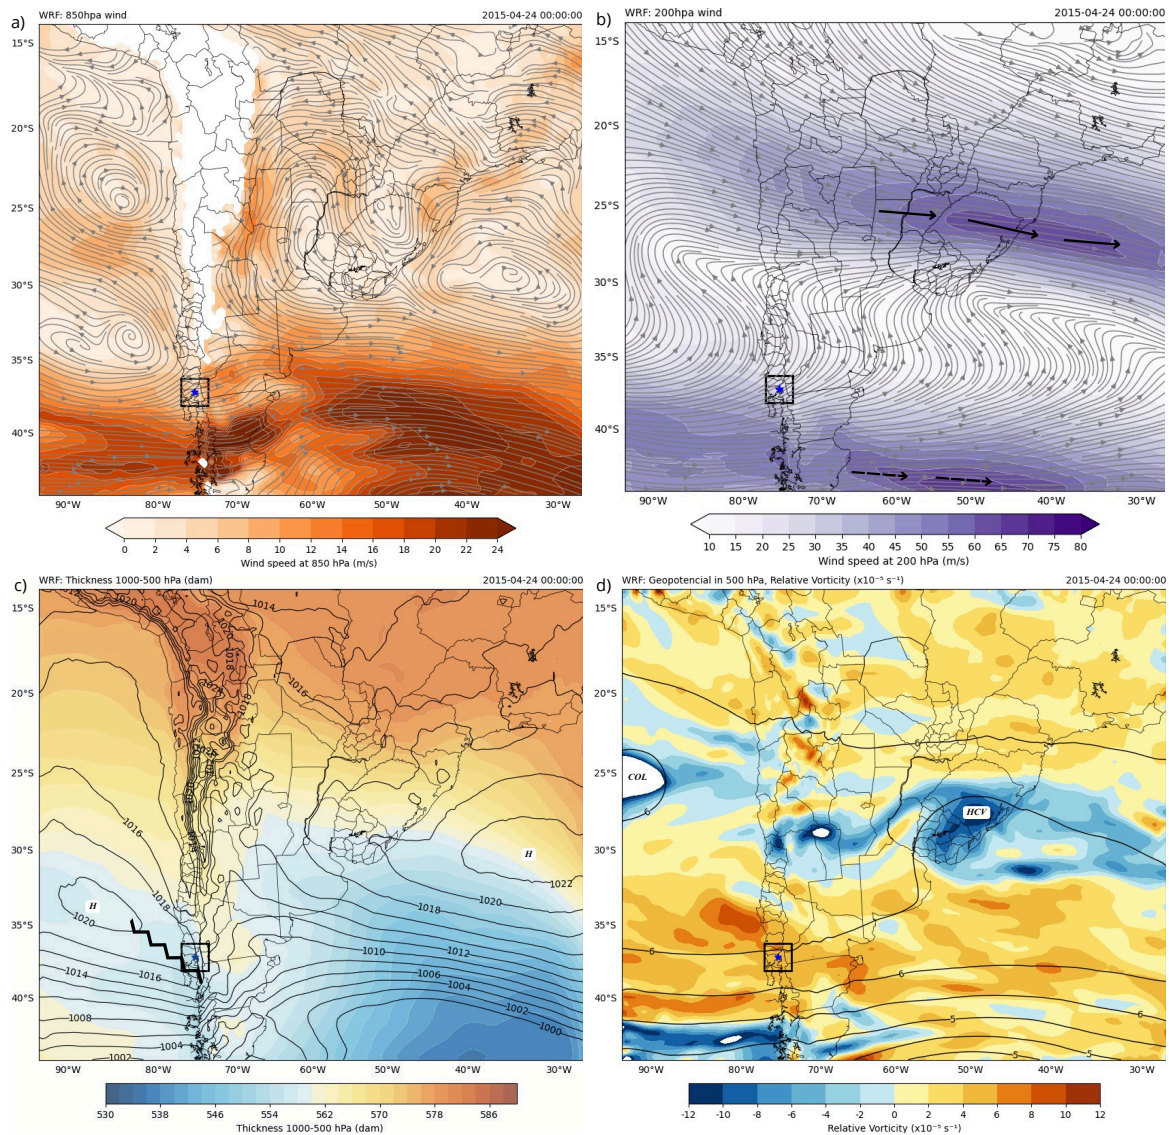 a)
WRF: 850hpa wind
2015-04-24 00:00:00
15°S
20°S
25°S
30°S
35°S
40°S
90°W 80°W 70°W 60°W 50°W 40°W 30°W
0 2 4 6 8 10 12 14 16 18 20 22 24
Wind speed at 850 hPa (m/s)
b)
WRF: 200hpa wind
2015-04-24 00:00:00
15°S
20°S
25°S
30°S
35°S
40°S
90°W 80°W 70°W 60°W 50°W 40°W 30°W
10 15 20 25 30 35 40 45 50 55 60 65 70 75 80
Wind speed at 200 hPa (m/s)
c)
WRF: Thickness 1000-500 hPa (dam)
2015-04-24 00:00:00
15°S
20°S
25°S
30°S
35°S
40°S
1014
1020
1018
1016
1016
1018
H
1022
1020
1018
H
1020
1018
1016
1014
1010
1012
1006
1004
1002
1000
1008
1002
1004
90°W 80°W 70°W 60°W 50°W 40°W 30°W
530 538 546 554 562 570 578 586
Thickness 1000-500 hPa (dam)
d)
WRF: Geopotencial in 500 hPa, Relative Vorticity (x10⁻⁵ s⁻¹)
2015-04-24 00:00:00
15°S
20°S
25°S
30°S
35°S
40°S
6
COL
6
HCV
6
6
6
5
5
5
90°W 80°W 70°W 60°W 50°W 40°W 30°W
-12 -10 -8 -6 -4 -2 0 2 4 6 8 10 12
Relative Vorticity (x10⁻⁵ s⁻¹)